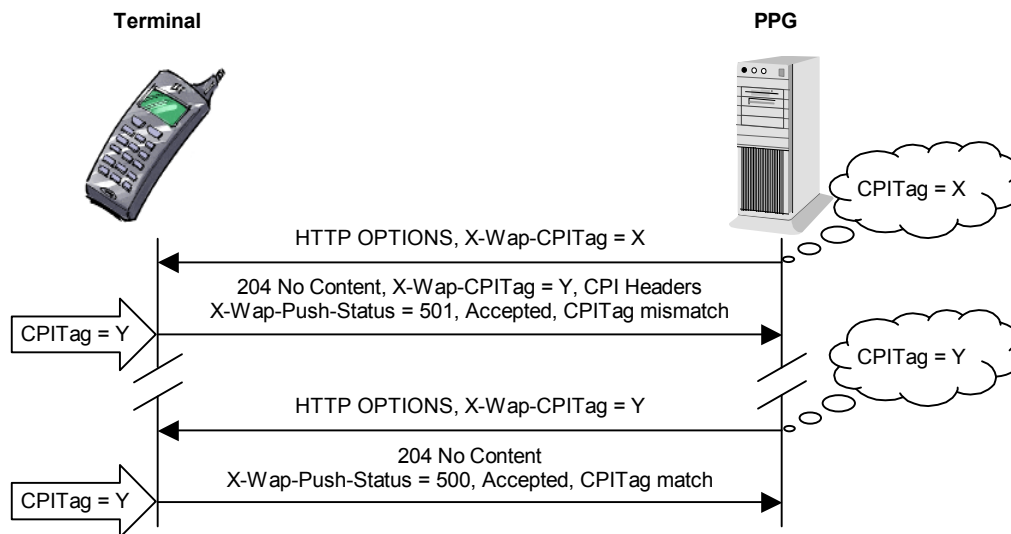 Terminal
PPG
CPITag = X
HTTP OPTIONS, X-Wap-CPITag = X
204 No Content, X-Wap-CPITag = Y, CPI Headers
X-Wap-Push-Status = 501, Accepted, CPITag mismatch
CPITag = Y
CPITag = Y
HTTP OPTIONS, X-Wap-CPITag = Y
204 No Content
X-Wap-Push-Status = 500, Accepted, CPITag match
CPITag = Y